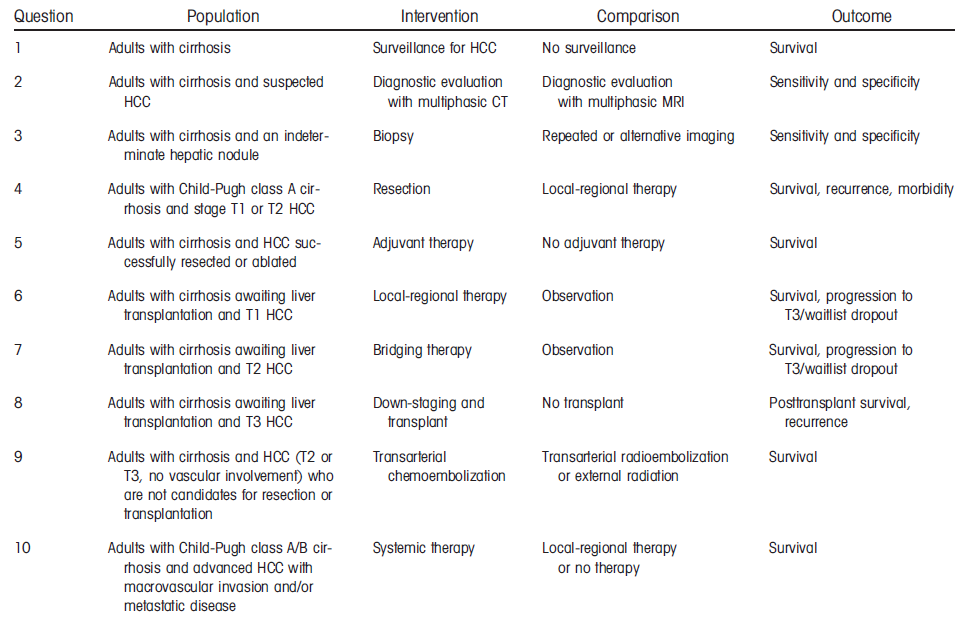 Question Population Intervention Comparison Outcome
1 Adults with cirrhosis Surveillance for HCC No surveillance Survival
2 Adults with cirrhosis and suspected Diagnostic evaluation Diagnostic evaluation Sensitivity and specificity
HCC with multiphasic CT with multiphasic MRI
3 Adults with cirrhosis and an indeter- Biopsy Repeated or alternative imaging Sensitivity and specificity
minate hepatic nodule
4 Adults with Child-Pugh class A cir- Resection Local-regional therapy Survival, recurrence, morbidity
rhosis and stage T1 or T2 HCC
5 Adults with cirrhosis and HCC suc- Adjuvant therapy No adjuvant therapy Survival
cessfully resected or ablated
6 Adults with cirrhosis awaiting liver Local-regional therapy Observation Survival, progression to
transplantation and T1 HCC T3/waitlist dropout
7 Adults with cirrhosis awaiting liver Bridging therapy Observation Survival, progression to
transplantation and T2 HCC T3/waitlist dropout
8 Adults with cirrhosis awaiting liver Down-staging and No transplant Posttransplant survival,
transplantation and T3 HCC transplant recurrence
9 Adults with cirrhosis and HCC (T2 or Transarterial Transarterial radioembolization Survival
T3, no vascular involvement) who chemoembolization or external radiation
are not candidates for resection or
transplantation
10 Adults with Child-Pugh class A/B cir- Systemic therapy Local-regional therapy Survival
rhosis and advanced HCC with or no therapy
macrovascular invasion and/or
metastatic disease